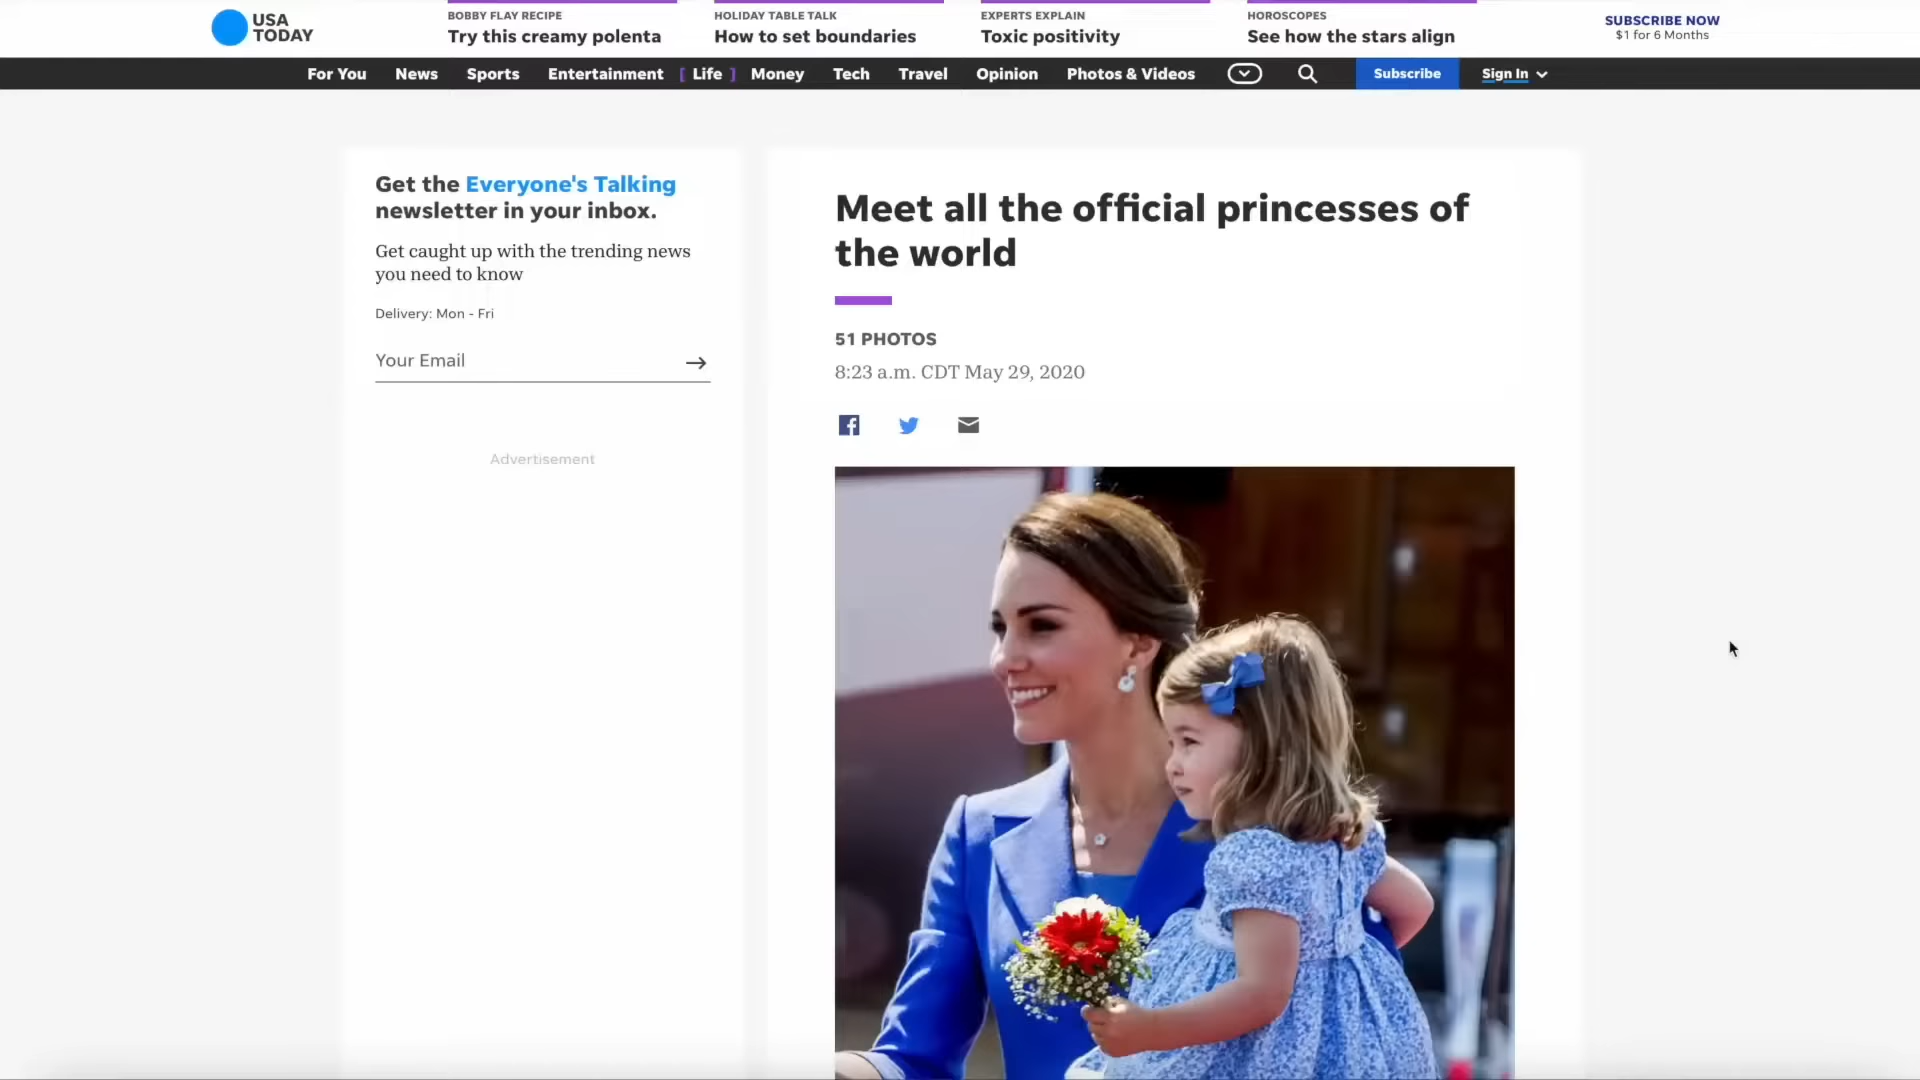 USA
TODAY
BOBBY FLAY RECIPE
Try this creamy polenta
HOLIDAY TABLE TALK
How to set boundaries
EXPERTS EXPLAIN
Toxic positivity
HOROSCOPES
See how the stars align
SUBSCRIBE NOW
$1 for 6 Months
For You News Sports Entertainment [ Life ] Money Tech Travel Opinion Photos & Videos Subscribe Sign In
Get the Everyone's Talking
newsletter in your inbox.
Get caught up with the trending news
you need to know
Delivery: Mon - Fri
Your Email
Advertisement
Meet all the official princesses of
the world
51 PHOTOS
8:23 a.m. CDT May 29, 2020